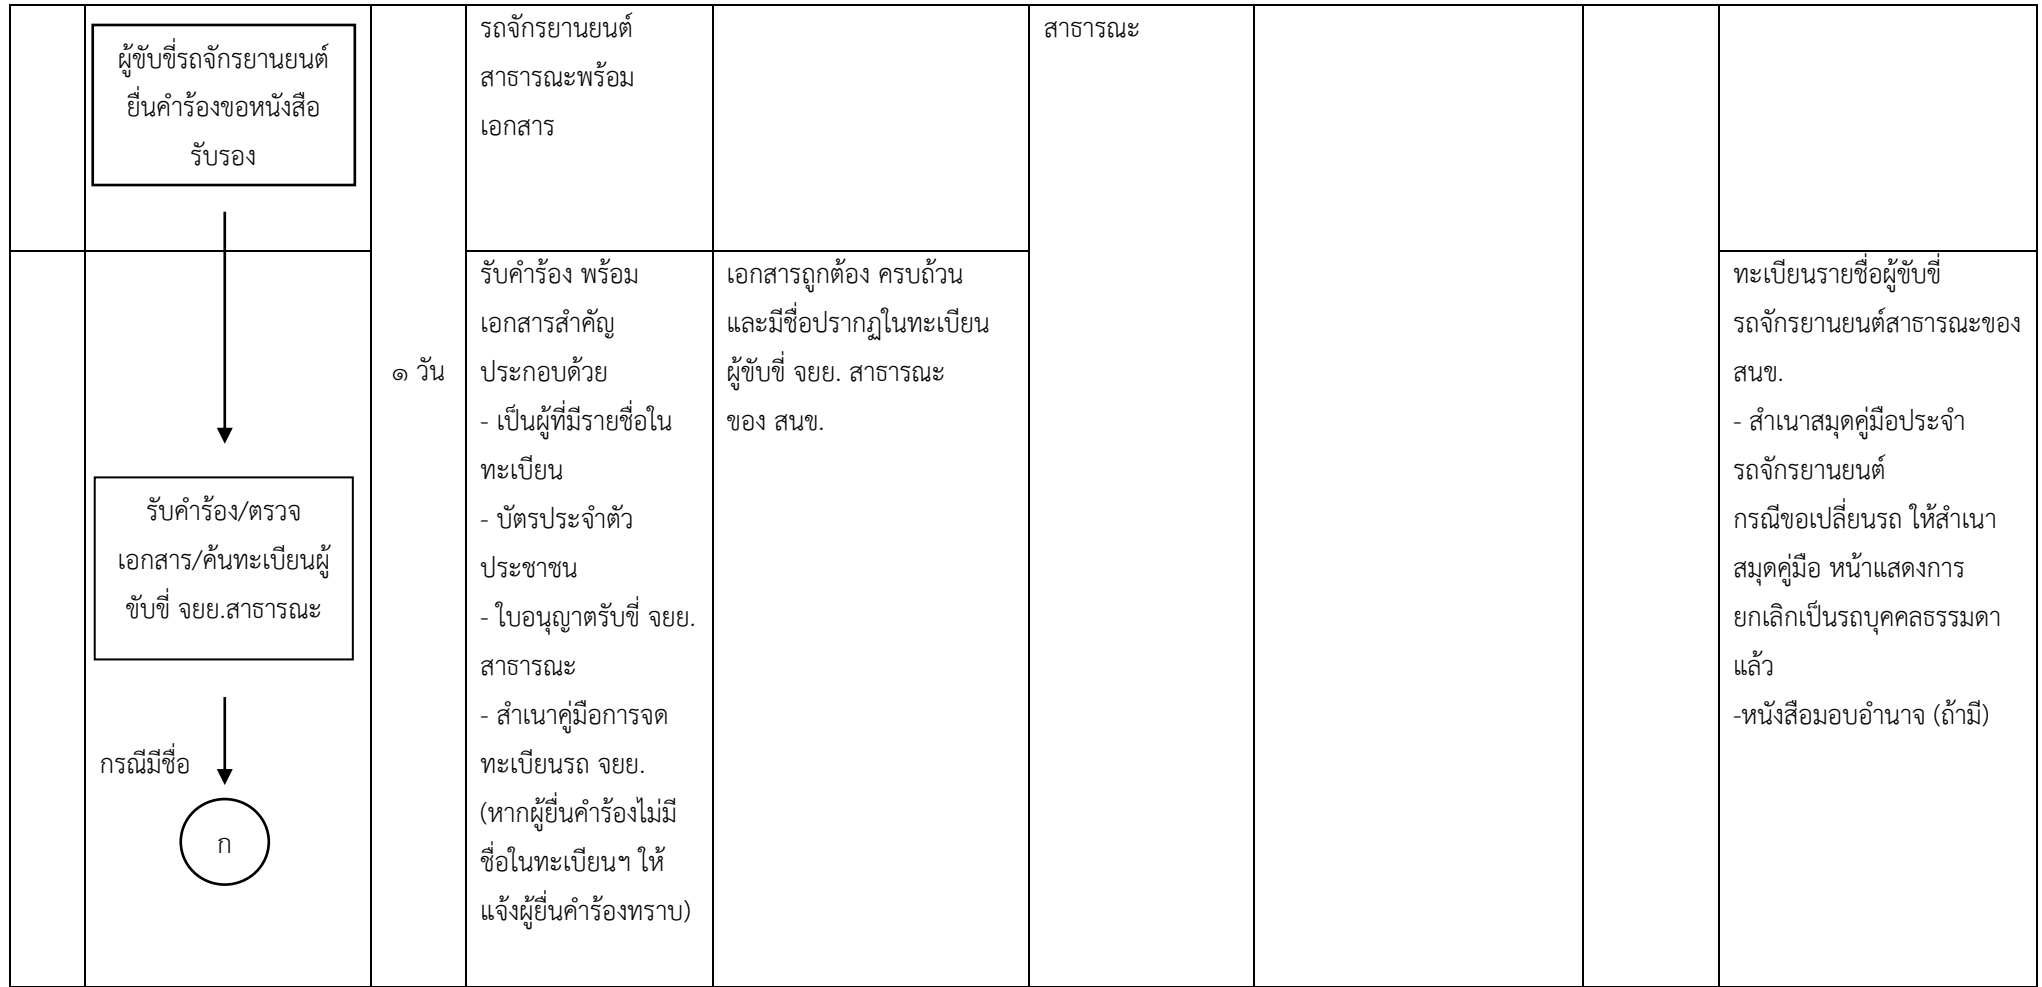 ผู้ขับขี่รถจักรยานยนต์
ยื่นคำร้องขอหนังสือ
รับรอง
รถจักรยานยนต์
สาธารณะพร้อม
เอกสาร
สาธารณะ
รับคำร้อง/ตรวจ
เอกสาร/ค้นทะเบียนผู้
ขับขี่ จยย.สาธารณะ
กรณีมีชื่อ
ก
๑ วัน
รับคำร้อง พร้อม
เอกสารสำคัญ
ประกอบด้วย
- เป็นผู้ที่มีรายชื่อใน
ทะเบียน
- บัตรประจำตัว
ประชาชน
- ใบอนุญาตรับขี่ จยย.
สาธารณะ
- สำเนาคู่มือการจด
ทะเบียนรถ จยย.
(หากผู้ยื่นคำร้องไม่มี
ชื่อในทะเบียนฯ ให้
แจ้งผู้ยื่นคำร้องทราบ)
เอกสารถูกต้อง ครบถ้วน
และมีชื่อปรากฏในทะเบียน
ผู้ขับขี่ จยย. สาธารณะ
ของ สนข.
ทะเบียนรายชื่อผู้ขับขี่
รถจักรยานยนต์สาธารณะของ
สนข.
- สำเนาสมุดคู่มือประจำ
รถจักรยานยนต์
กรณีขอเปลี่ยนรถ ให้สำเนา
สมุดคู่มือ หน้าแสดงการ
ยกเลิกเป็นรถบุคคลธรรมดา
แล้ว
-หนังสือมอบอำนาจ (ถ้ามี)